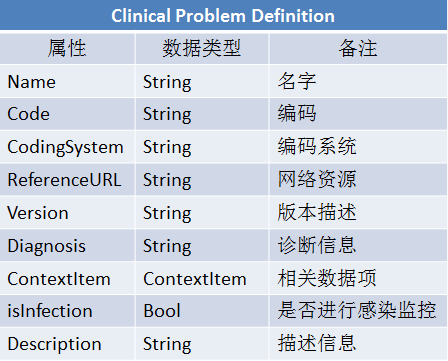 Clinical Problem Definition
属性 数据类型 备注
Name String 名字
Code String 编码
CodingSystem String 编码系统
ReferenceURL String 网络资源
Version String 版本描述
Diagnosis String 诊断信息
ContextItem ContextItem 相关数据项
isInfection Bool 是否进行感染监控
Description String 描述信息